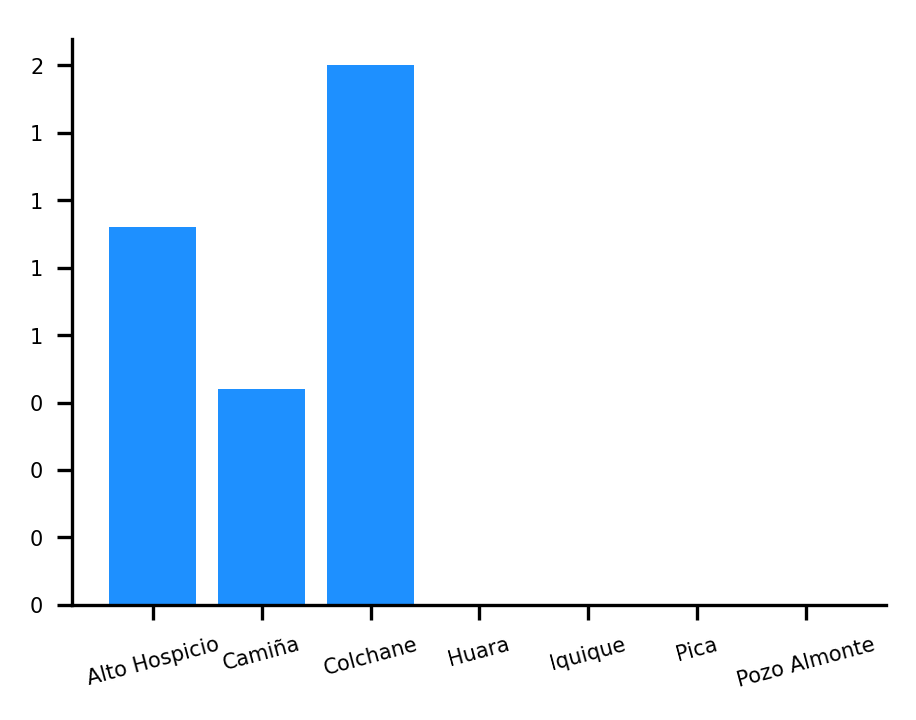 2
1
1
1
1
0
0
0
0
Alto Hospicio
Camiña
Colchane
Huara
Iquique
Pica
Pozo Almonte